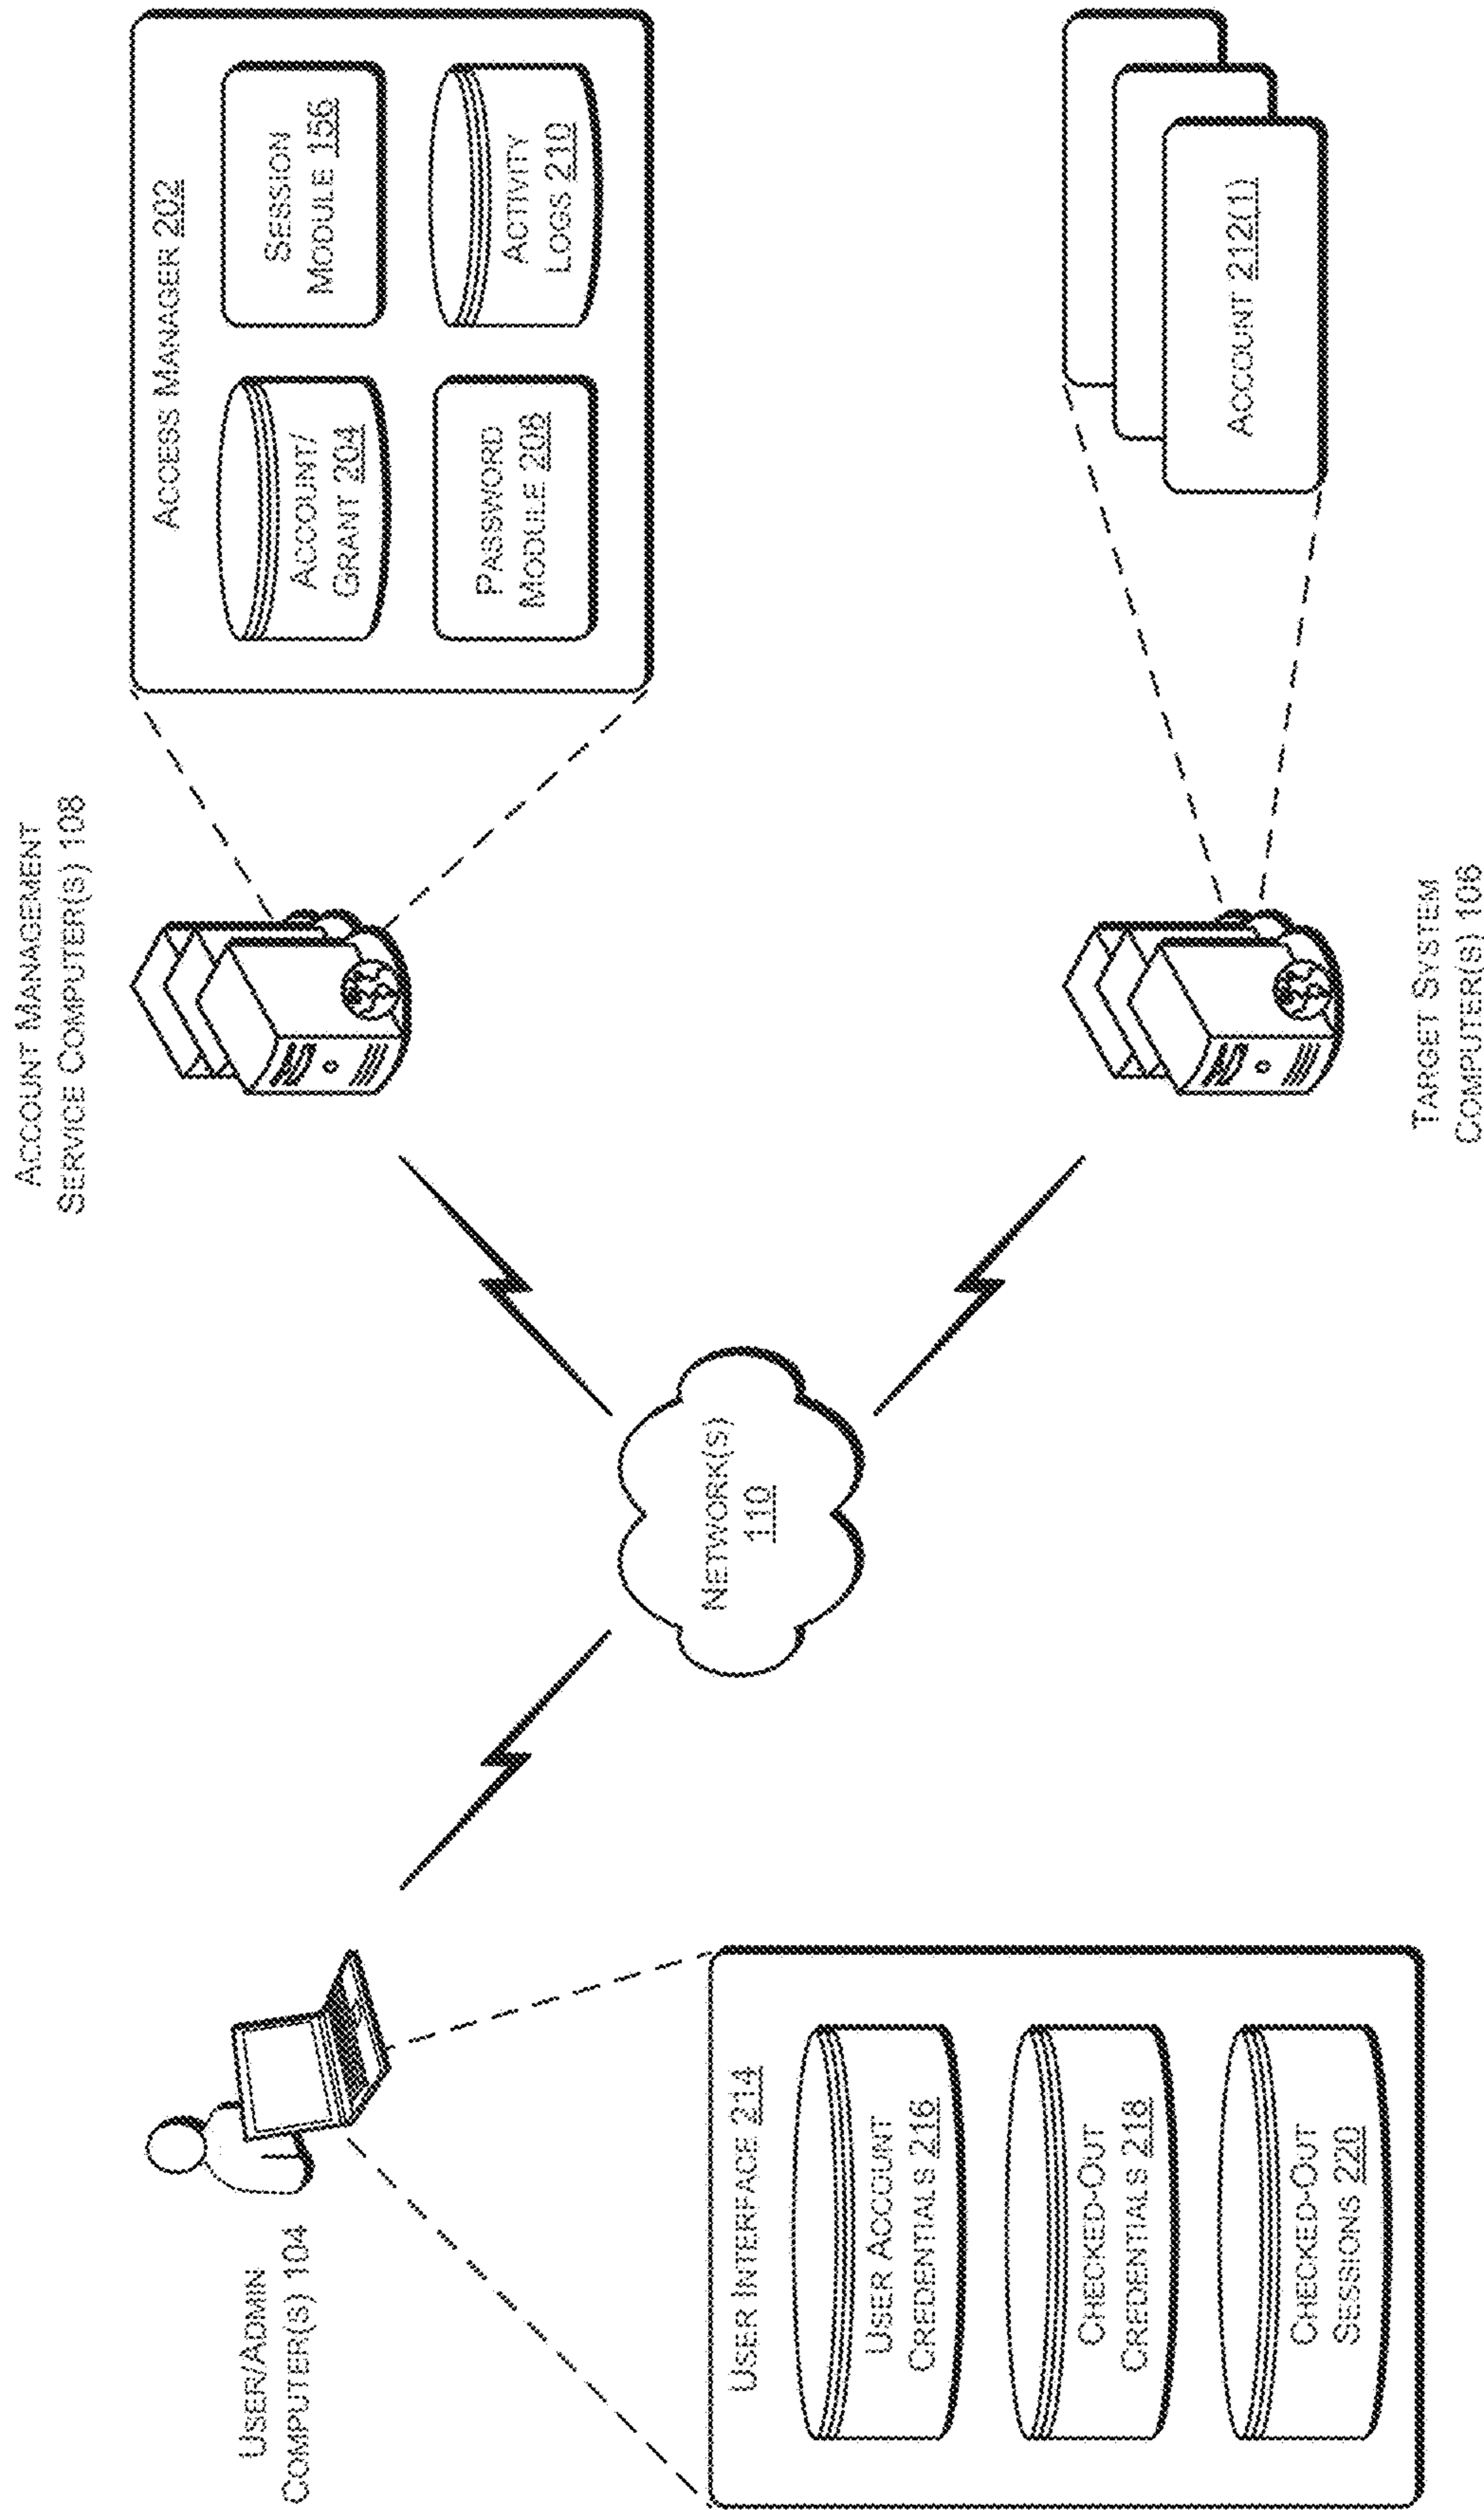 USER/ADMIN
COMPUTER(S) 104
USER INTERFACE 214
USER ACCOUNT
CREDENTIALS 216
CHECKED-OUT
CREDENTIALS 218
CHECKED-OUT
SESSIONS 220
NETWORK(S)
110
ACCOUNT MANAGEMENT
SERVICE COMPUTER(S) 108
ACCESS MANAGER 202
ACCOUNT/
GRANT 204
SESSION
MODULE 156
PASSWORD
MODULE 208
ACTIVITY
LOGS 210
ACCOUNT 212(1)
TARGET SYSTEM
COMPUTER(S) 106